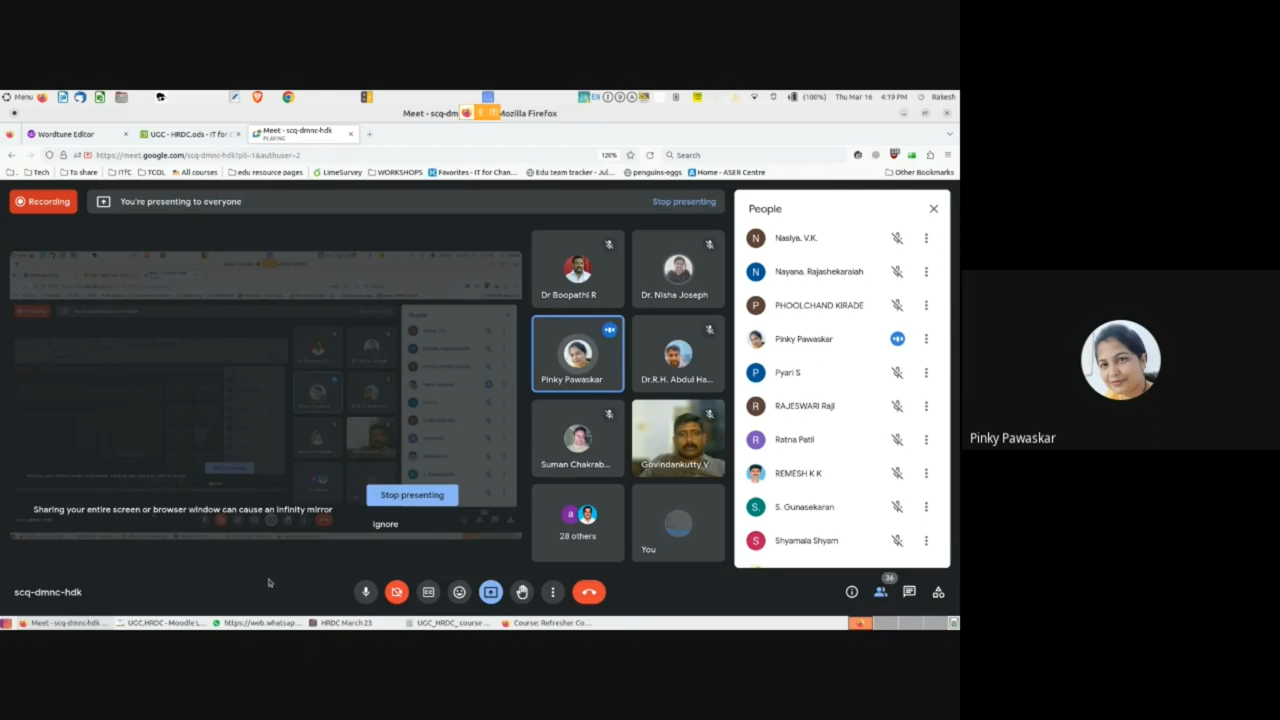 Menu
EN
(100%)
Thu Mar 16
4:19 PM
Rakesh
Meet - scq-dm
Mozilla Firefox
Wordtune Editor
UGC - HRDC.ods - IT for C
Meet - scq-dmnc-hdk
PLAYING
https://meet.google.com/scq-dmnc-hdk?pli=1&authuser=2
120%
Search
Tech
To share
ITfC
TCOL
All courses
edu resource pages
LimeSurvey
WORKSHOPS
Favorites - IT for Chan...
Edu team tracker - Jul...
penguins-eggs
Home - ASER Centre
Other Bookmarks
Recording
You're presenting to everyone
Stop presenting
People
Dr Boopathi R
Dr. Nisha Joseph
Pinky Pawaskar
Dr.R.H. Abdul Ha...
Suman Chakrab...
Govindankutty V
a
28 others
You
N
Nasiya. V.K.
N
Nayana. Rajashekaraiah
P
PHOOLCHAND KIRADE
Pinky Pawaskar
P
Pyari S
R
RAJESWARI Raji
R
Ratna Patil
REMESH K K
S.
S. Gunasekaran
S
Shyamala Shyam
Stop presenting
Sharing your entire screen or browser window can cause an infinity mirror
Ignore
scq-dmnc-hdk
36
Meet - scq-dmnc-hdk ...
UGC,HRDC - Moodle L...
https://web.whatsap...
HRDC March 23
UGC_HRDC_course ...
Course: Refresher Co...
Pinky Pawaskar